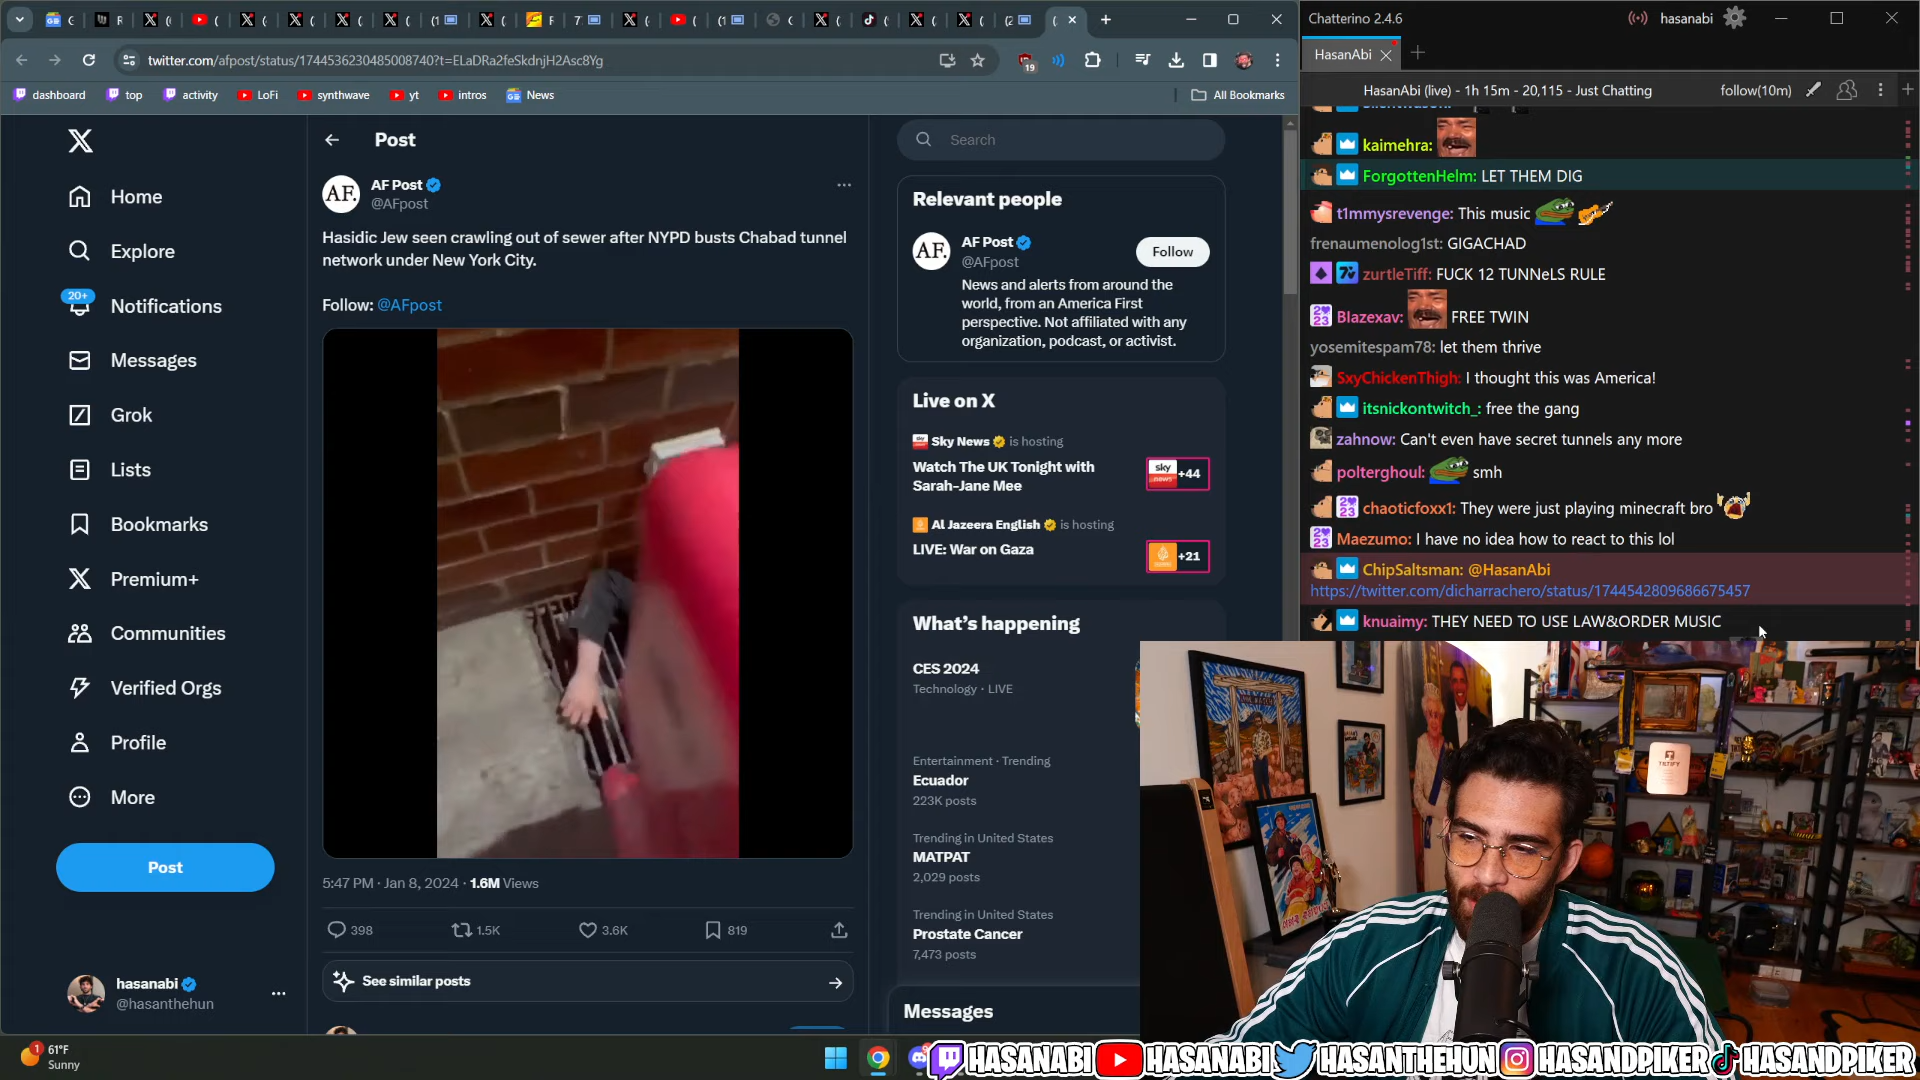 twitter.com/afpost/status/1744536230485008740?t=ELaDRa2feSkdnjH2Asc8Yg
19
dashboard
top
activity
LoFi
synthwave
yt
intros
News
All Bookmarks
Home
Explore
20+
Notifications
Messages
Grok
Lists
Bookmarks
Premium+
Communities
Verified Orgs
Profile
More
Post
hasanabi
@hasanthehun
Post
AF.
AF Post
@AFpost
Hasidic Jew seen crawling out of sewer after NYPD busts Chabad tunnel
network under New York City.
Follow: @AFpost
5:47 PM · Jan 8, 2024 · 1.6M Views
398
1.5K
3.6K
819
See similar posts
Search
Relevant people
AF.
AF Post
@AFpost
Follow
News and alerts from around the
world, from an America First
perspective. Not affiliated with any
organization, podcast, or activist.
Live on X
Sky News is hosting
Watch The UK Tonight with
Sarah-Jane Mee
sky
news
+44
Al Jazeera English is hosting
LIVE: War on Gaza
+21
What's happening
CES 2024
Technology · LIVE
Entertainment · Trending
Ecuador
223K posts
Trending in United States
MATPAT
2,029 posts
Trending in United States
Prostate Cancer
7,473 posts
Messages
Chatterino 2.4.6
hasanabi
HasanAbi
HasanAbi (live) - 1h 15m - 20,115 - Just Chatting
follow(10m)
kaimehra:
ForgottenHelm: LET THEM DIG
t1mmysrevenge: This music
frenaumenolog1st: GIGACHAD
zurtleTiff: FUCK 12 TUNNeLS RULE
Blazexav: FREE TWIN
yosemitespam78: let them thrive
SxyChickenThigh: I thought this was America!
itsnickontwitch_: free the gang
zahnow: Can't even have secret tunnels any more
polterghoul: smh
chaoticfoxx1: They were just playing minecraft bro
Maezumo: I have no idea how to react to this lol
ChipSaltsman: @HasanAbi
https://twitter.com/dicharrachero/status/1744542809686675457
knuaimy: THEY NEED TO USE LAW&ORDER MUSIC
TILTIFY
1
61°F
Sunny
HASANABI
HASANABI
HASANTHEHUN
HASANDPIKER
HASANDPIKER